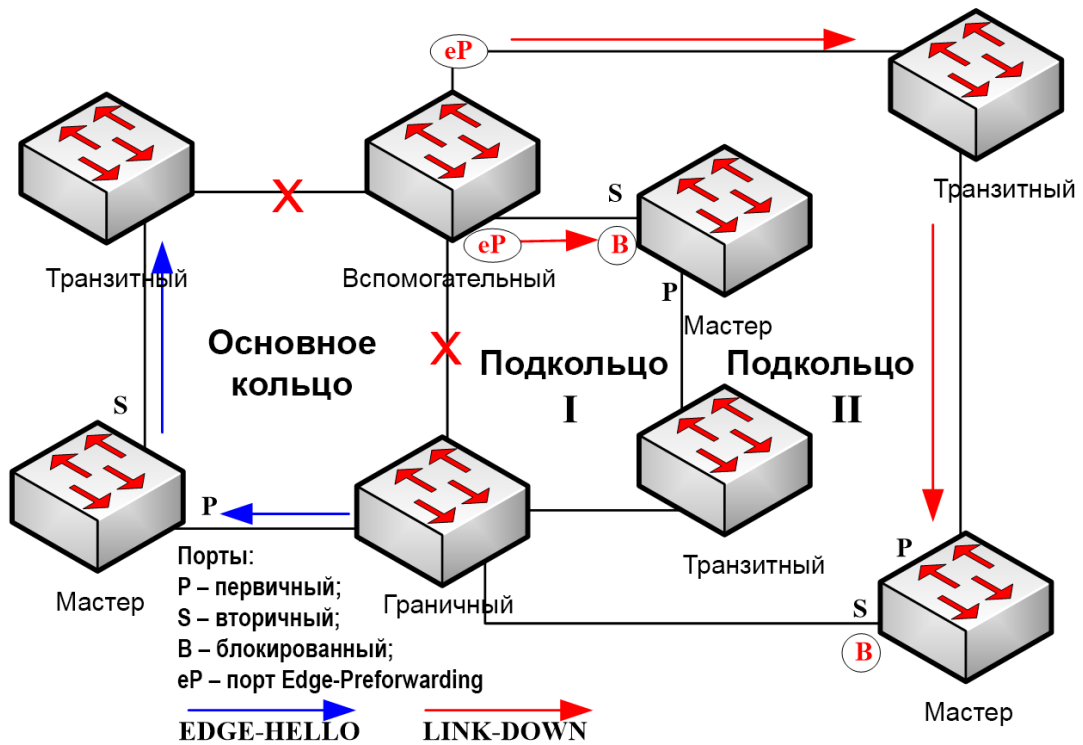 eP
Транзитный
X
S
eP
B
Транзитный
Вспомогательный
P
Мастер
Основное
кольцо
X
Подкольцо
I
Подкольцо
II
S
P
P
Транзитный
Порты:
P – первичный;
S – вторичный;
B – блокированный;
eP – порт Edge-Preforwarding
Мастер
Граничный
S
B
Мастер
EDGE-HELLO
LINK-DOWN